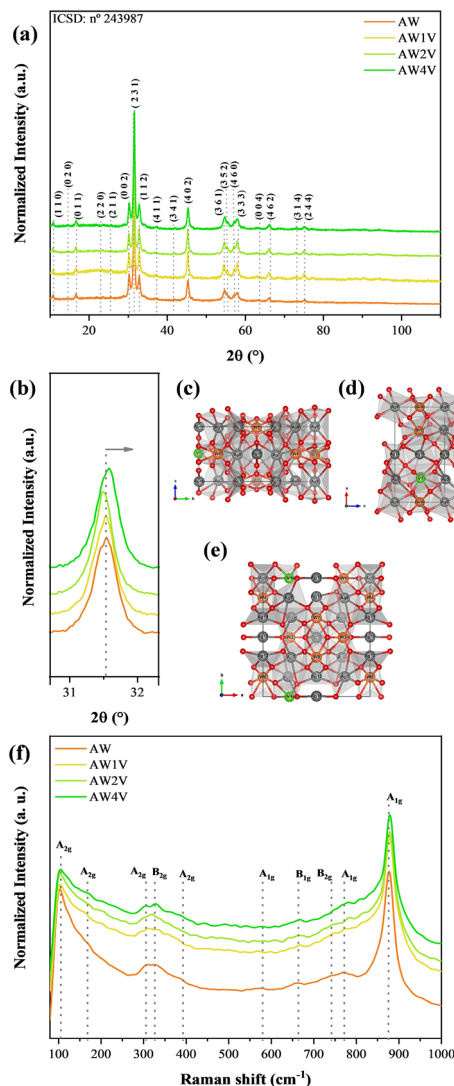 (a)
ICSD: nº 243987
AW
AW1V
AW2V
AW4V
Normalized Intensity (a.u.)
(1 1 0)
(0 2 0)
(0 1 1)
(2 2 0)
(2 1 1)
(0 0 2)
(2 3 1)
(1 1 2)
(4 1 1)
(3 4 1)
(4 0 2)
(3 6 1)
(3 5 2)
(4 6 0)
(3 3 3)
(0 0 4)
(4 6 2)
(3 1 4)
(2 4 4)
20 40 60 80 100
2θ (°)
(b)
Normalized Intensity (a.u.)
31 32
2θ (°)
(c)
(d)
(e)
(f)
AW
AW1V
AW2V
AW4V
Normalized Intensity (a. u.)
A2g
A2g
A2g
B2g
A2g
A1g
B1g
B2g
A1g
A1g
100 200 300 400 500 600 700 800 900 1000
Raman shift (cm-1)